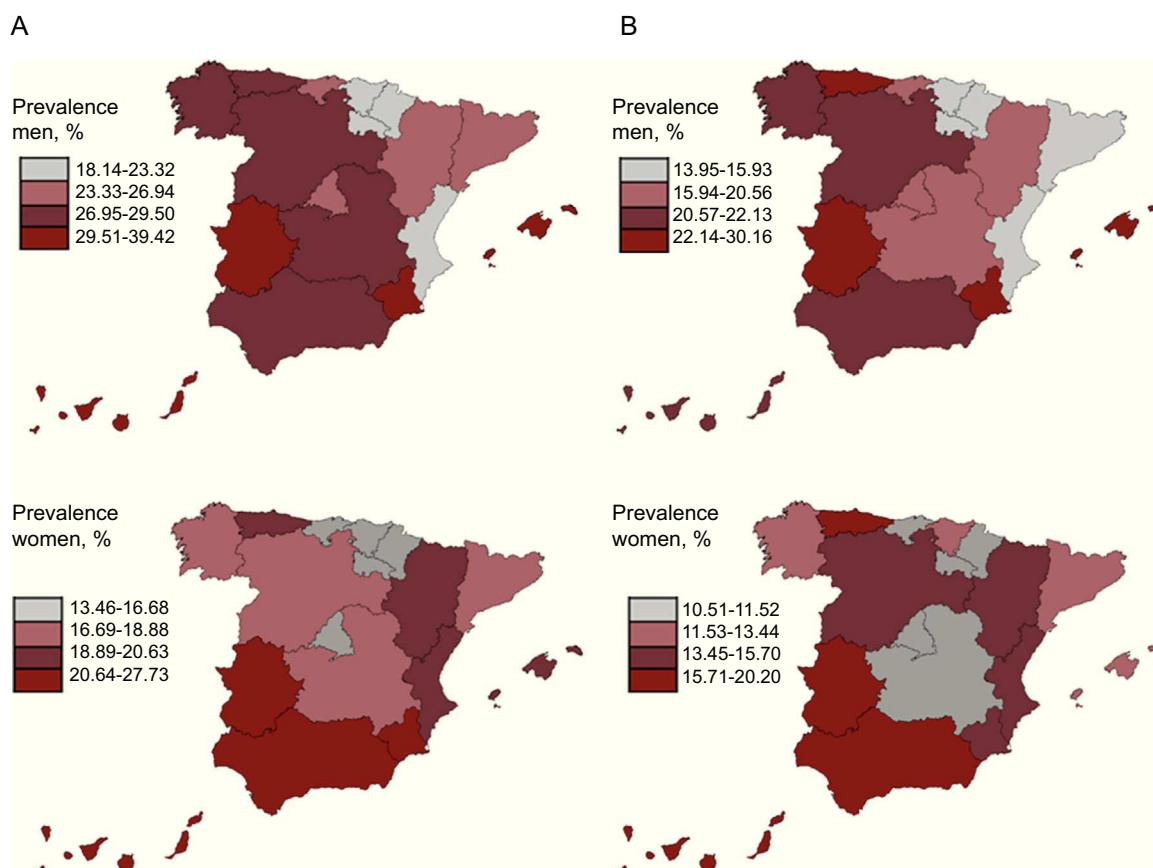 A
B
Prevalence
men, %
18.14-23.32
23.33-26.94
26.95-29.50
29.51-39.42
Prevalence
men, %
13.95-15.93
15.94-20.56
20.57-22.13
22.14-30.16
Prevalence
women, %
13.46-16.68
16.69-18.88
18.89-20.63
20.64-27.73
Prevalence
women, %
10.51-11.52
11.53-13.44
13.45-15.70
15.71-20.20